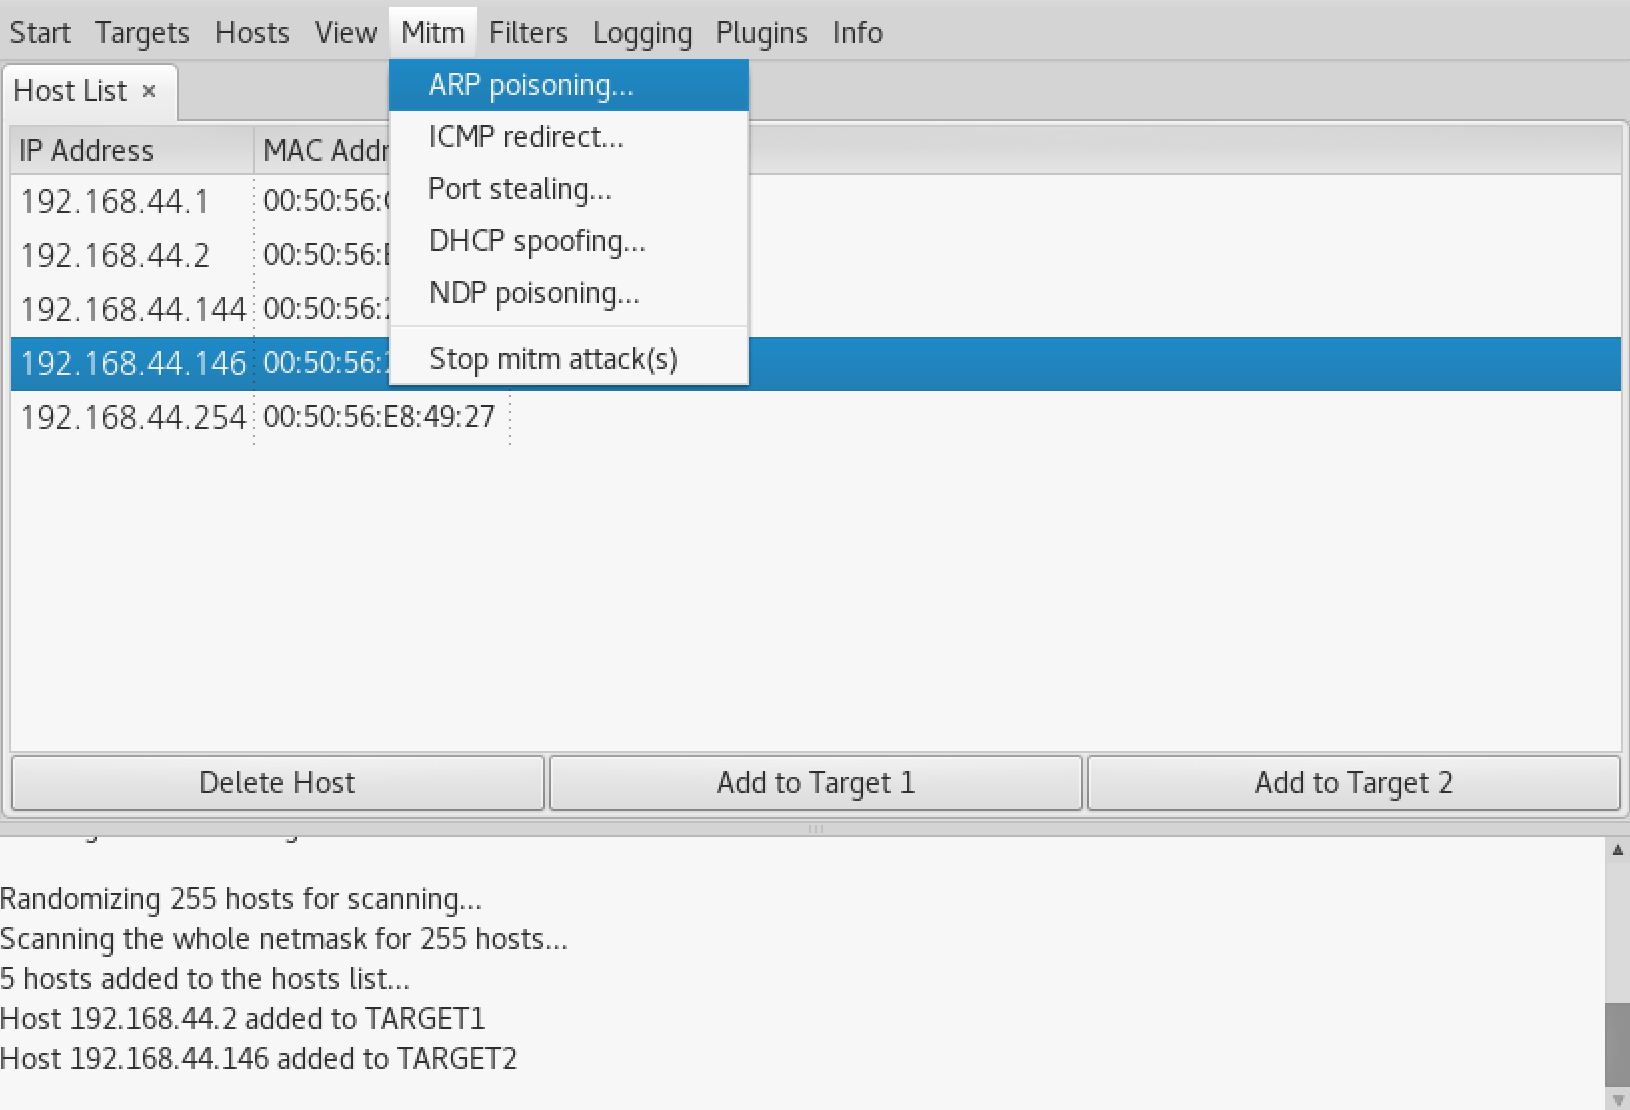 Start Targets Hosts View Mitm Filters Logging Plugins Info
Host List ×
ARP poisoning...
ICMP redirect...
Port stealing...
DHCP spoofing...
NDP poisoning...
Stop mitm attack(s)
IP Address MAC Addr
192.168.44.1 00:50:56:
192.168.44.2 00:50:56:
192.168.44.144 00:50:56:
192.168.44.146 00:50:56:
192.168.44.254 00:50:56:E8:49:27
Delete Host Add to Target 1 Add to Target 2
Randomizing 255 hosts for scanning...
Scanning the whole netmask for 255 hosts...
5 hosts added to the hosts list...
Host 192.168.44.2 added to TARGET1
Host 192.168.44.146 added to TARGET2